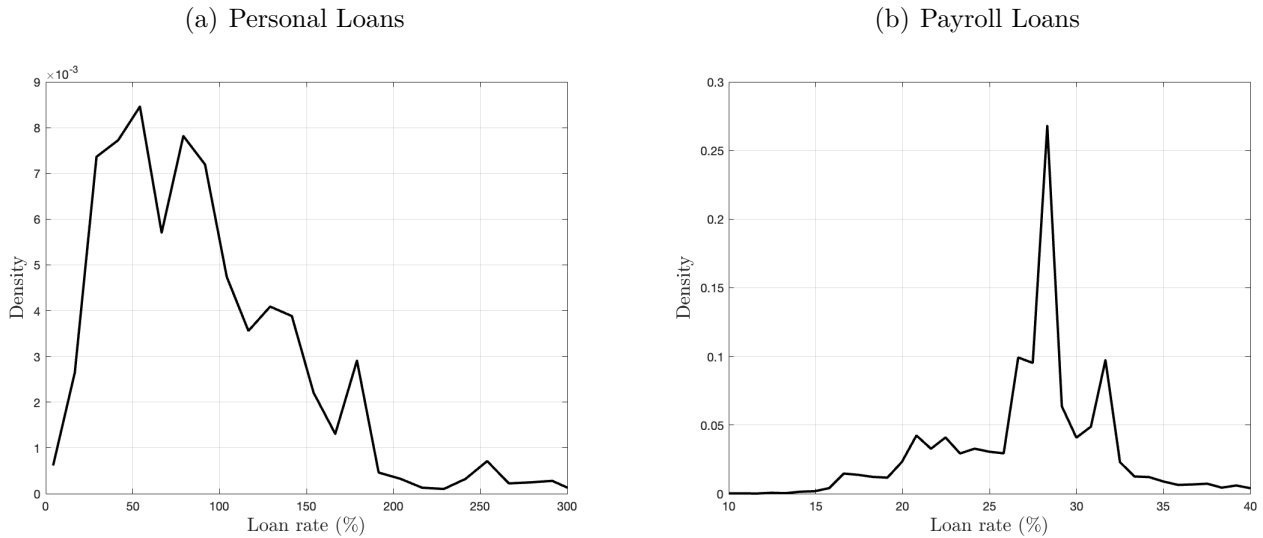 (a) Personal Loans
×10-3
9
8
7
6
5
4
3
2
1
0
Density
0 50 100 150 200 250 300
Loan rate (%)
(b) Payroll Loans
0.3
0.25
0.2
0.15
0.1
0.05
0
Density
10 15 20 25 30 35 40
Loan rate (%)